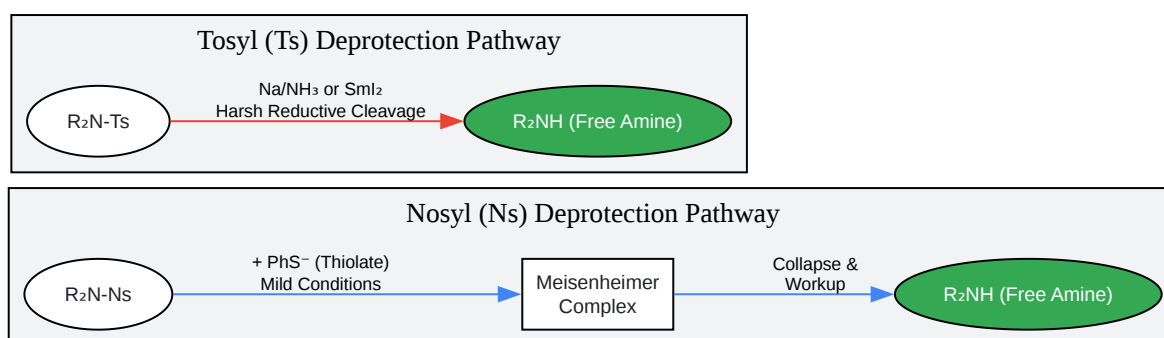 Tosyl (Ts) Deprotection Pathway
R₂N-Ts
Na/NH₃ or SmI₂
Harsh Reductive Cleavage
R₂NH (Free Amine)
Nosyl (Ns) Deprotection Pathway
R₂N-Ns
+ PhS⁻ (Thiolate)
Mild Conditions
Meisenheimer
Complex
Collapse &
Workup
R₂NH (Free Amine)